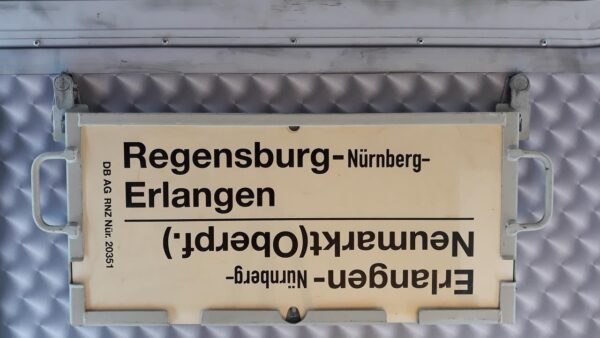 Regensburg-Nürnberg-
Erlangen
Erlangen-Nürnberg-
Neumarkt(Oberpf.)
DB AG RNZ Nür. 20351